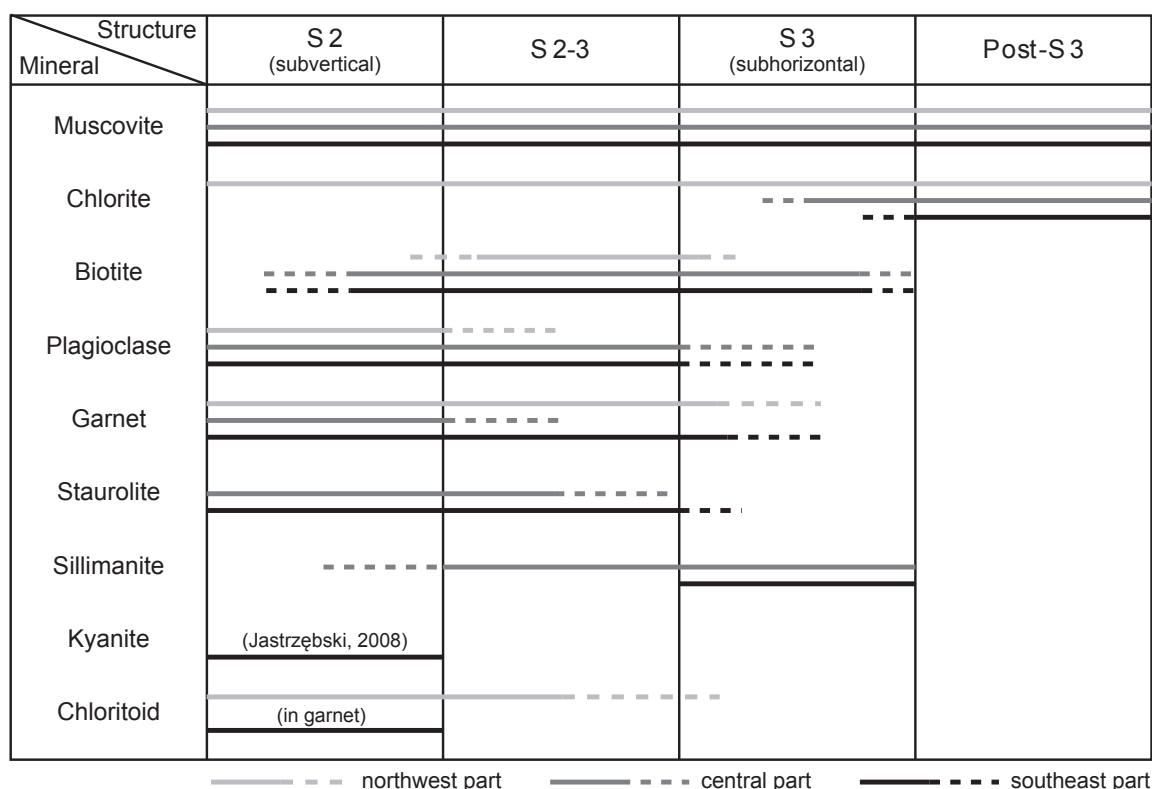 Structure
Mineral
S 2
(subvertical)
S 2-3
S 3
(subhorizontal)
Post-S 3
Muscovite
Chlorite
Biotite
Plagioclase
Garnet
Staurolite
Sillimanite
Kyanite
(Jastrzębski, 2008)
Chloritoid
(in garnet)
northwest part
central part
southeast part